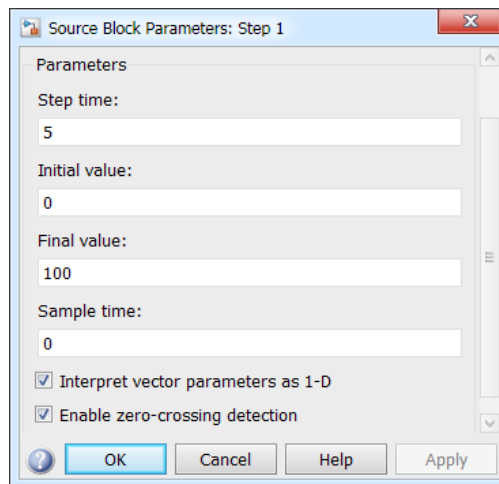 Source Block Parameters: Step 1
Parameters
Step time:
5
Initial value:
0
Final value:
100
Sample time:
0
Interpret vector parameters as 1-D
Enable zero-crossing detection
OK Cancel Help Apply